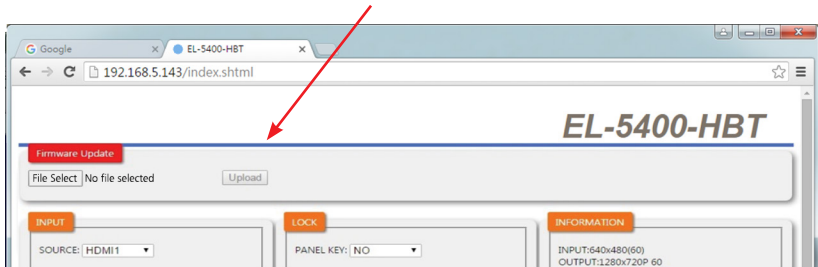 Google EL-5400-HBT
192.168.5.143/index.shtml
EL-5400-HBT
Firmware Update
File Select No file selected Upload
INPUT LOCK INFORMATION
SOURCE: HDMI1 PANEL KEY: NO INPUT:640x480(60)
OUTPUT:1280x720P 60